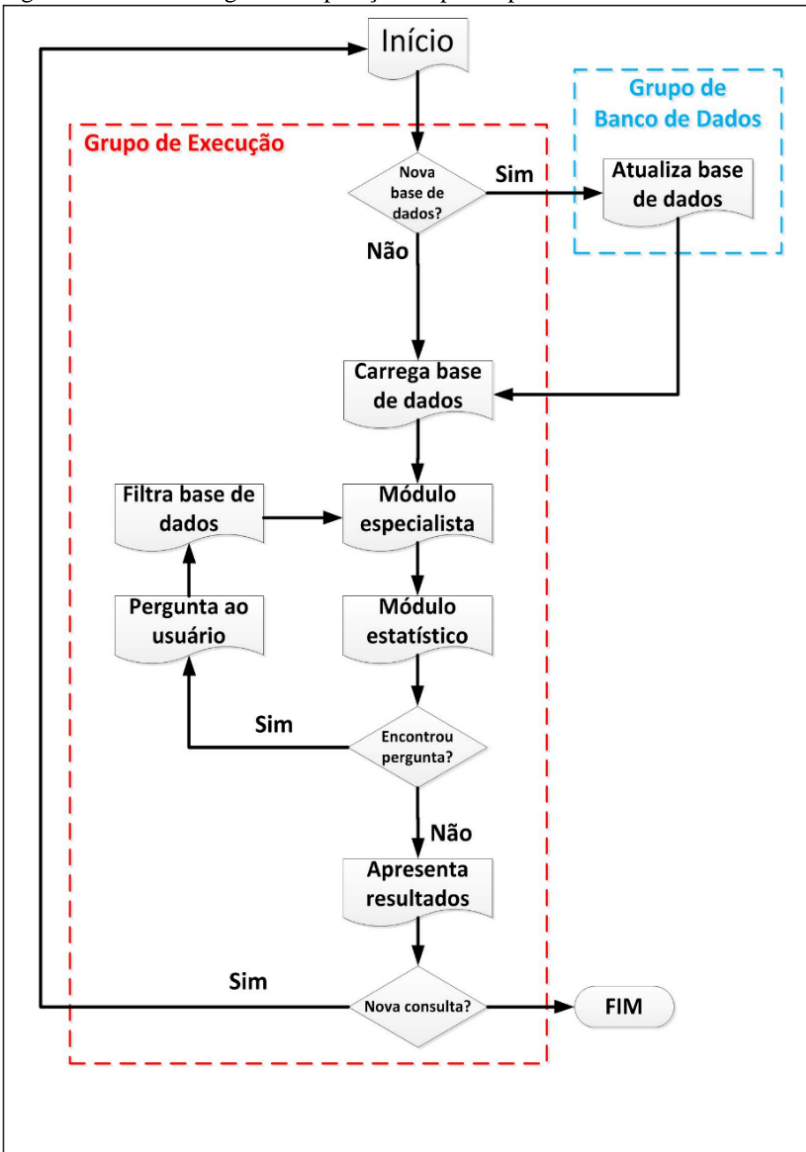 Início
Grupo de
Banco de Dados
Grupo de Execução
Nova
base de
dados?
Sim
Atualiza base
de dados
Não
Carrega base
de dados
Filtra base de
dados
Módulo
especialista
Pergunta ao
usuário
Módulo
estatístico
Sim
Encontrou
pergunta?
Não
Apresenta
resultados
Sim
Nova consulta?
FIM